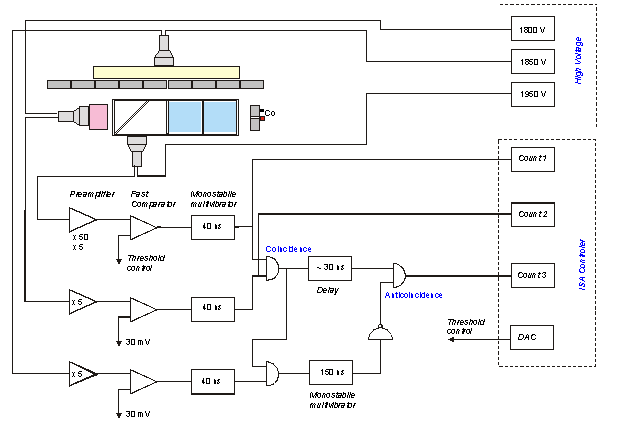 1800 V
1850 V
1950 V
High Voltage
Co
Count 1
Count 2
Count 3
DAC
ISA Controler
Preamplifier
Fast
Comparator
Monostabile
multivibrator
x 50
x 5
40 ns
Threshold
control
Coincidence
~ 30 ns
Delay
Anticoincidence
x 5
40 ns
30 mV
Threshold
control
x 5
40 ns
150 ns
30 mV
Monostabile
multivibrator